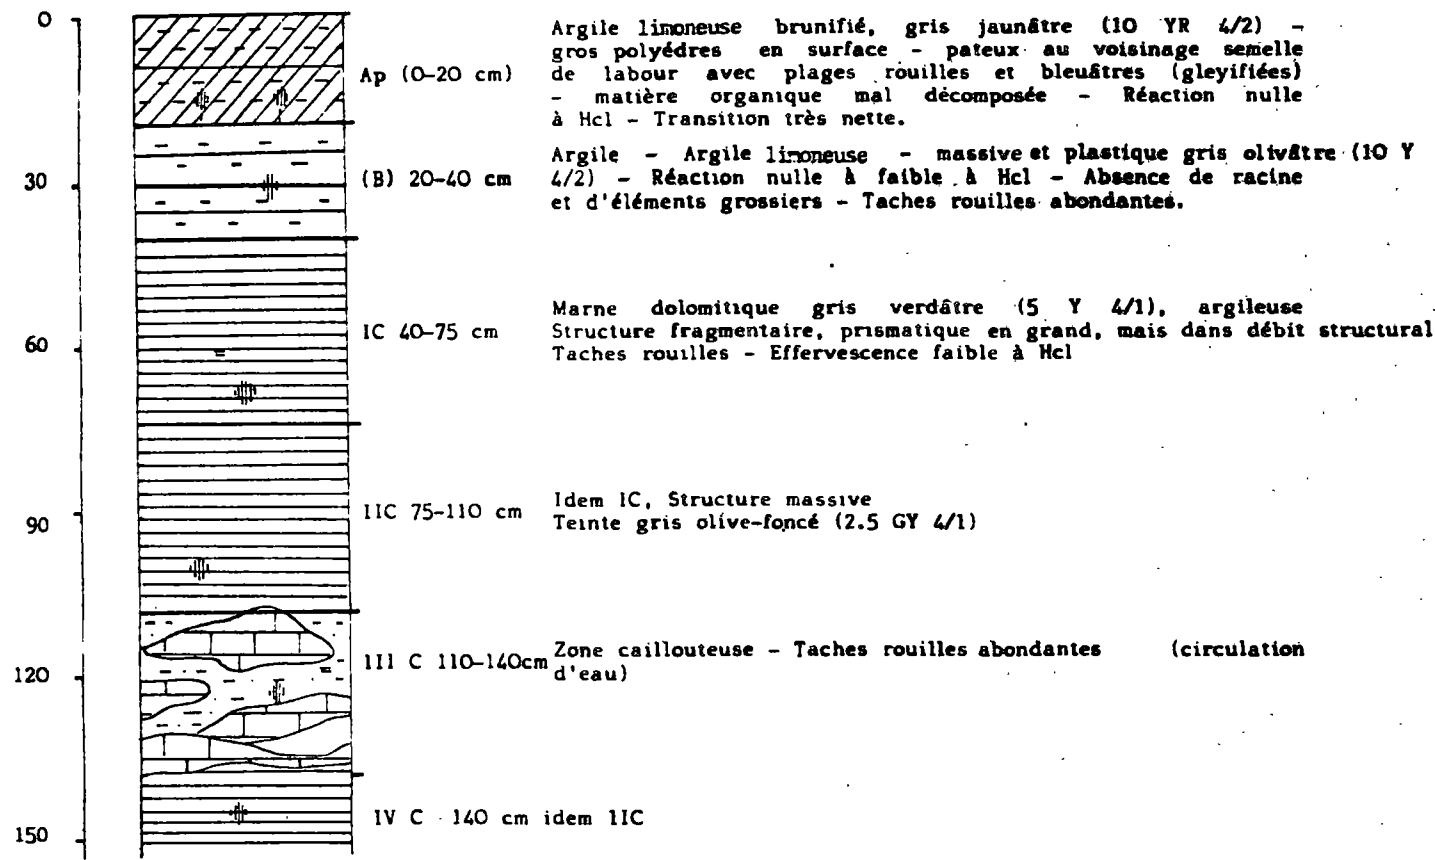 0
Ap (0-20 cm)
Argile limoneuse brunifié, gris jaunâtre (10 YR 4/2) -
gros polyédres en surface - pateux au voisinage semelle
de labour avec plages rouilles et bleuâtres (gleyifiées)
- matière organique mal décomposée - Réaction nulle
à Hcl - Transition très nette.
30
(B) 20-40 cm
Argile - Argile limoneuse - massive et plastique gris olivâtre (10 Y
4/2) - Réaction nulle à faible à Hcl - Absence de racine
et d'éléments grossiers - Taches rouilles abondantes.
60
IC 40-75 cm
Marne dolomitique gris verdâtre (5 Y 4/1), argileuse
Structure fragmentaire, prismatique en grand, mais dans débit structural
Taches rouilles - Effervescence faible à Hcl
90
IIC 75-110 cm
Idem IC, Structure massive
Teinte gris olive-foncé (2.5 GY 4/1)
120
III C 110-140cm
Zone caillouteuse - Taches rouilles abondantes (circulation
d'eau)
150
IV C 140 cm idem IIC